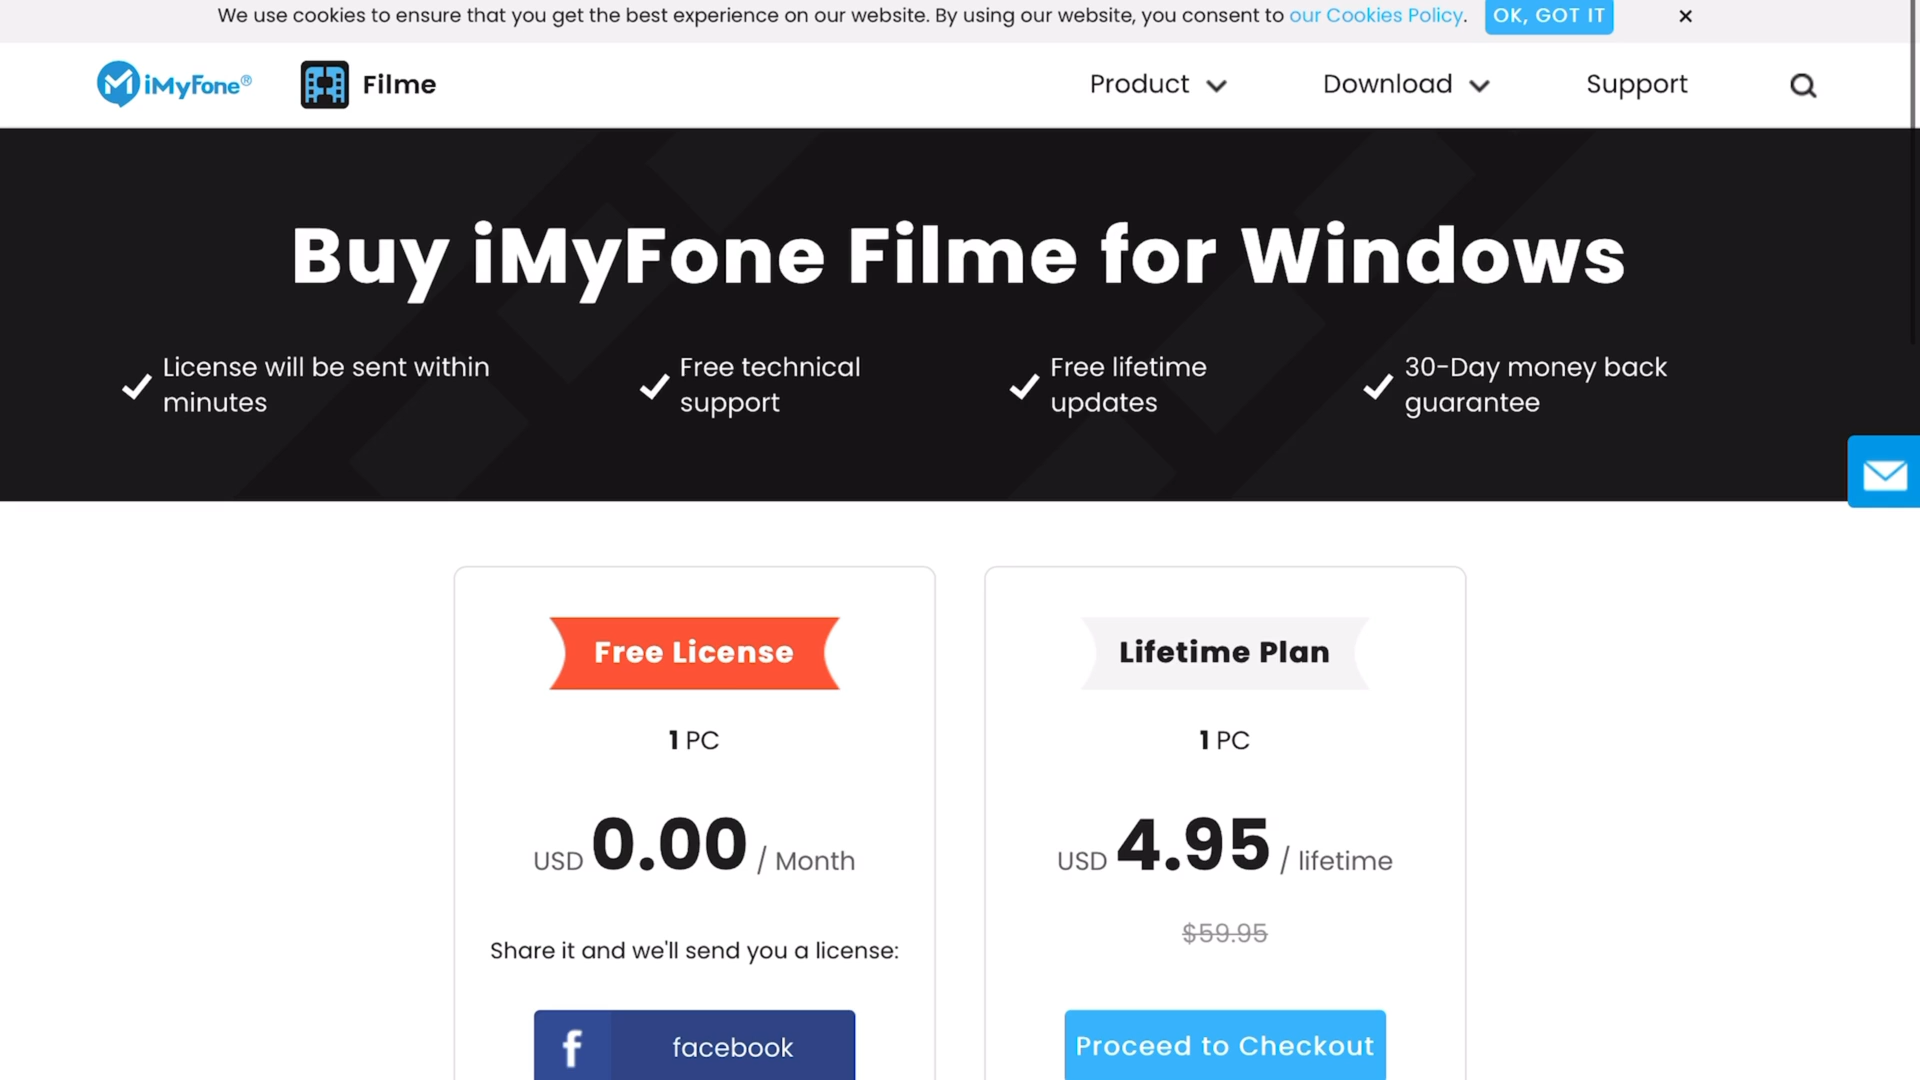 We use cookies to ensure that you get the best experience on our website. By using our website, you consent to our Cookies Policy. OK, GOT IT ×
iMyFone® Filme Product Download Support
Buy iMyFone Filme for Windows
License will be sent within
minutes
Free technical
support
Free lifetime
updates
30-Day money back
guarantee
Free License
1 PC
USD 0.00 / Month
Share it and we'll send you a license:
f facebook
Lifetime Plan
1 PC
USD 4.95 / lifetime
$59.95
Proceed to Checkout